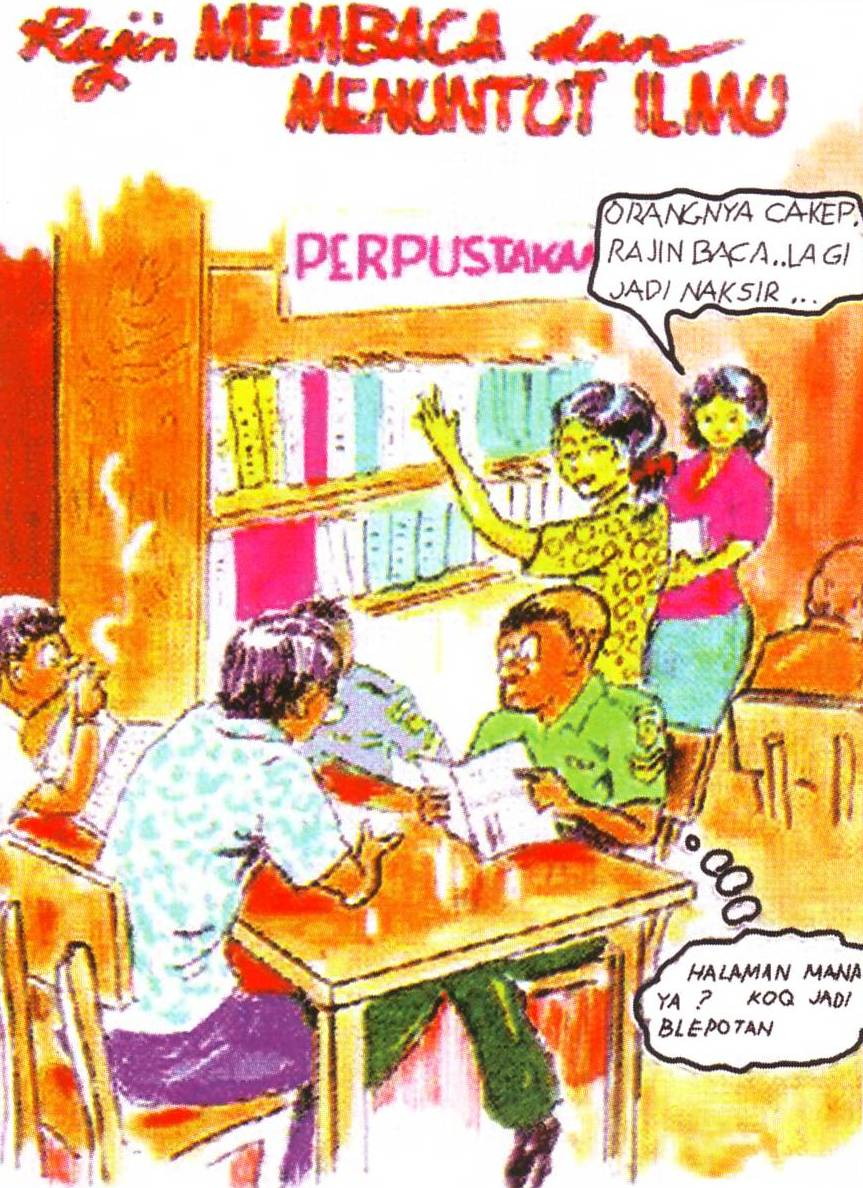 Rajin MEMBACA dan
MENUNTUT ILMU
PERPUSTAKAA
ORANGNYA CAKEP.
RAJIN BACA..LAGI
JADI NAKSIR ...
HALAMAN MANA
YA ? KOQ JADI
BLEPOTAN